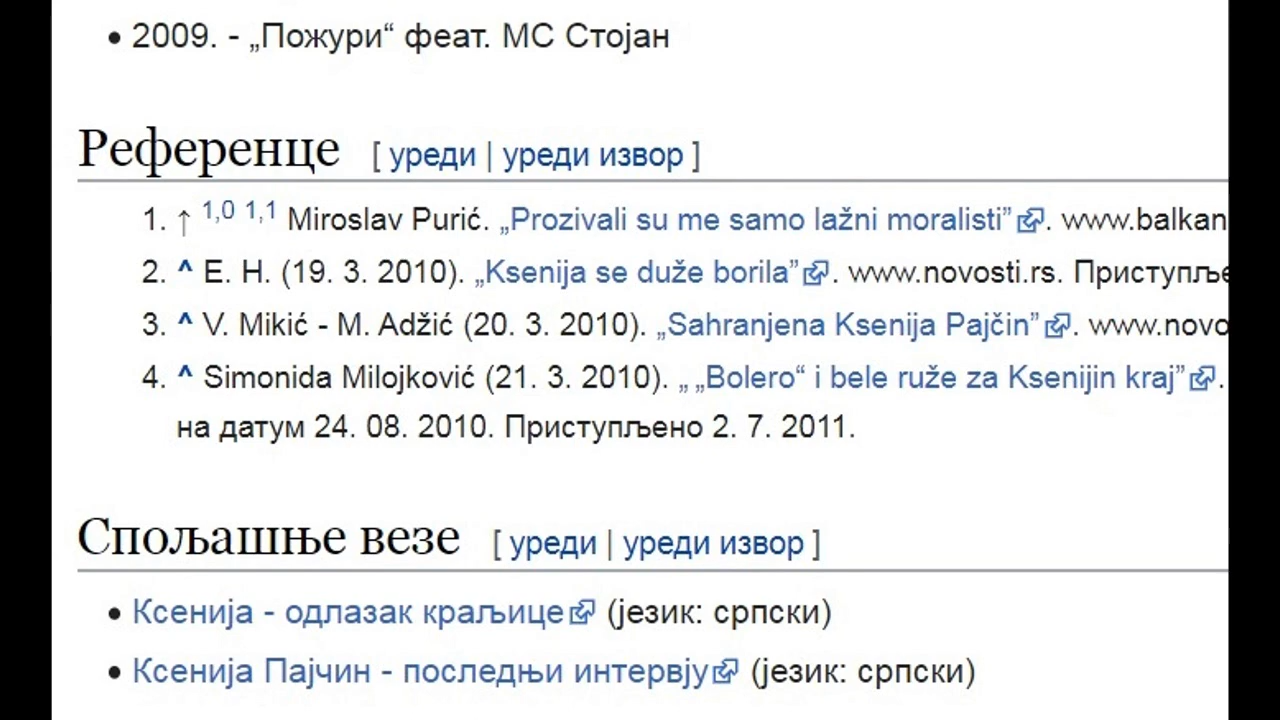 • 2009. - „Пожури“ феат. МС Стојан
Референце [ уреди | уреди извор ]
1. ↑ 1,0 1,1 Miroslav Purić. „Prozivali su me samo lažni moralisti”. www.balkan
2. ^ E. H. (19. 3. 2010). „Ksenija se duže borila”. www.novosti.rs. Приступље
3. ^ V. Mikić - M. Adžić (20. 3. 2010). „Sahranjena Ksenija Pajčin”. www.novo
4. ^ Simonida Milojković (21. 3. 2010). „ „Bolero“ i bele ruže za Ksenijin kraj”.
на датум 24. 08. 2010. Приступљено 2. 7. 2011.
Спољашње везе [ уреди | уреди извор ]
• Ксенија - одлазак краљице (језик: српски)
• Ксенија Пајчин - последњи интервју (језик: српски)